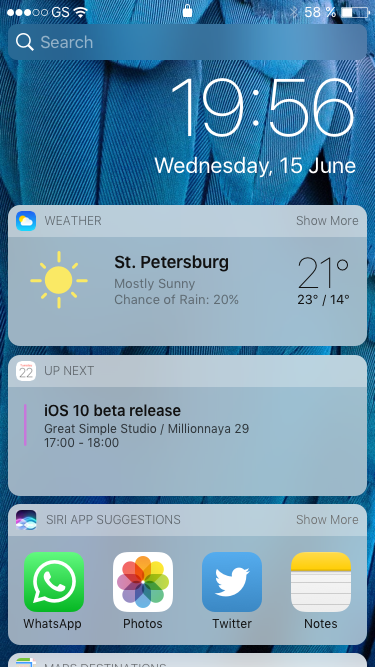 GS 58 %
Search
19:56
Wednesday, 15 June
WEATHER Show More
St. Petersburg
Mostly Sunny
Chance of Rain: 20%
21°
23° / 14°
22 UP NEXT
iOS 10 beta release
Great Simple Studio / Millionnaya 29
17:00 - 18:00
SIRI APP SUGGESTIONS Show More
WhatsApp Photos Twitter Notes
MAPS DESTINATIONS